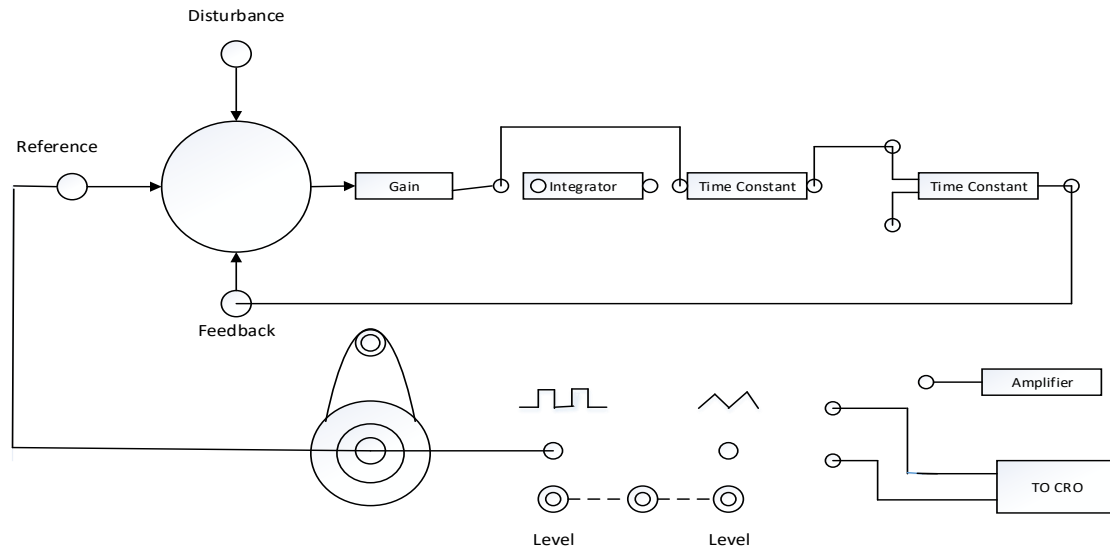 Disturbance
Reference
Gain
Integrator
Time Constant
Time Constant
Feedback
Amplifier
TO CRO
Level
Level